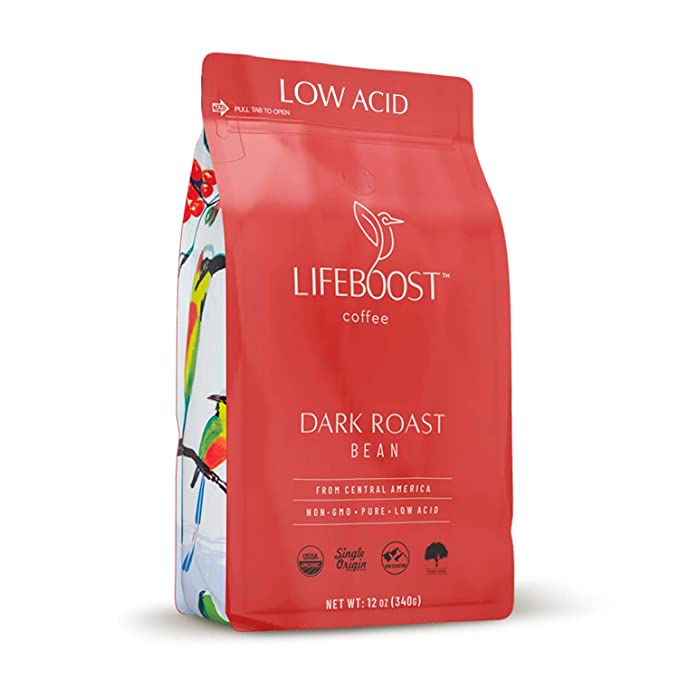 LOW ACID
PULL TAB TO OPEN
LIFEBOOST™
coffee
DARK ROAST
BEAN
FROM CENTRAL AMERICA
NON-GMO • PURE • LOW ACID
USDA
ORGANIC
Single
Origin
NET WT: 12 OZ (340G)